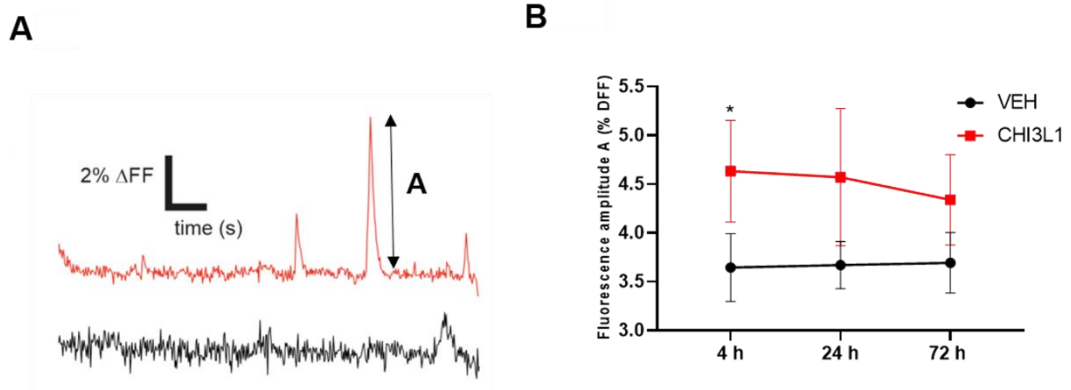 A
2% ΔFF
time (s)
A
B
Fluorescence amplitude A (% DFF)
5.5
5.0
4.5
4.0
3.5
3.0
*
VEH
CHI3L1
4 h
24 h
72 h